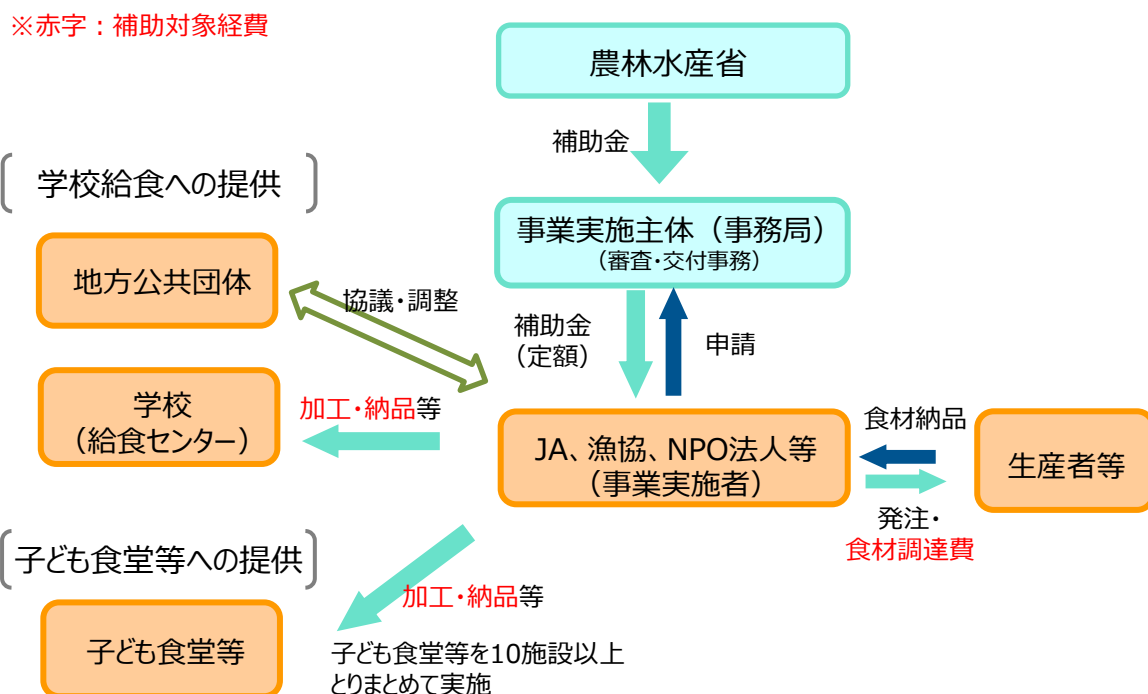 ※赤字：補助対象経費
農林水産省
補助金
学校給食への提供
事業実施主体（事務局）
（審査・交付事務）
地方公共団体
協議・調整
補助金
（定額）
申請
学校
（給食センター）
加工・納品等
JA、漁協、NPO法人等
（事業実施者）
食材納品
生産者等
発注・
食材調達費
子ども食堂等への提供
加工・納品等
子ども食堂等
子ども食堂等を10施設以上
とりまとめて実施